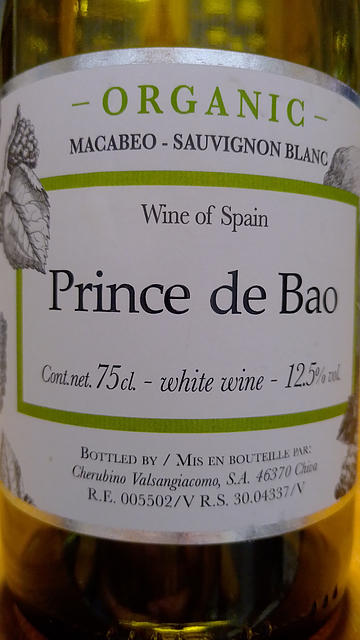 - ORGANIC -
MACABEO - SAUVIGNON BLANC
Wine of Spain
Prince de Bao
Cont.net. 75cl. - white wine - 12.5% vol.
BOTTLED BY / MIS EN BOUTEILLE PAR:
Cherubino Valsangiacomo, S.A. 46370 Chiva
R.E. 005502/V R.S. 30.04337/V